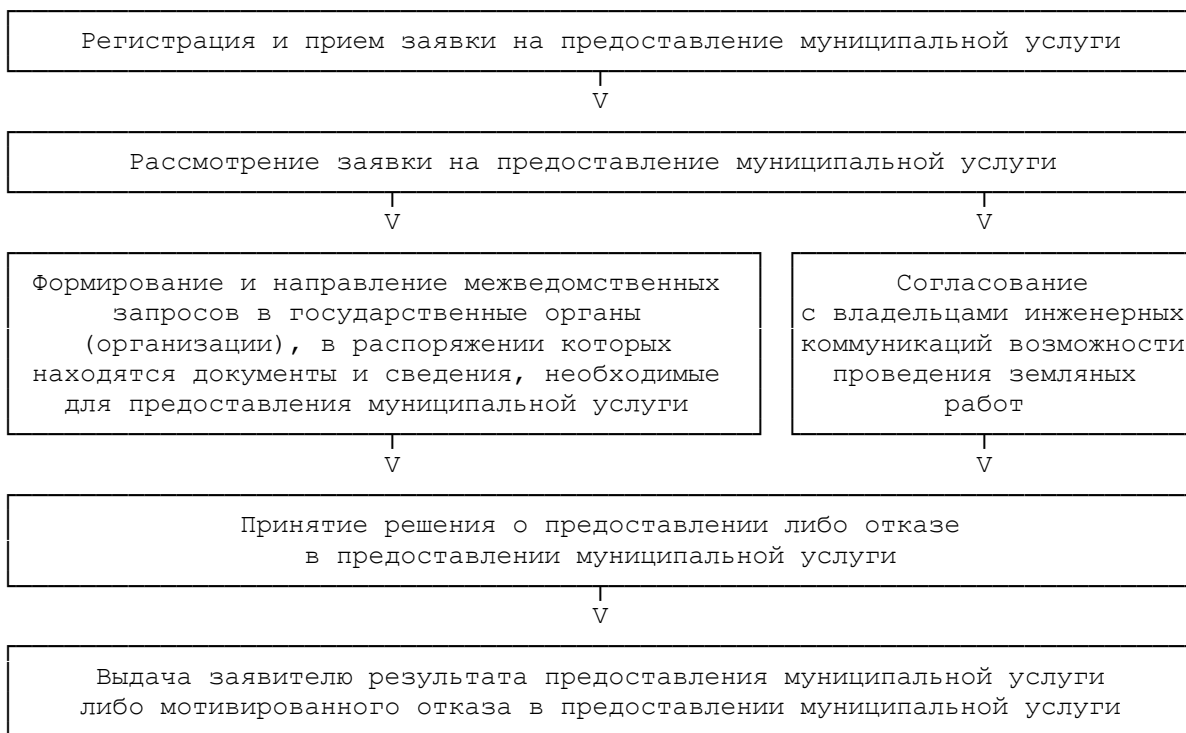 Регистрация и прием заявки на предоставление муниципальной услуги
V
Рассмотрение заявки на предоставление муниципальной услуги
V V
Формирование и направление межведомственных
запросов в государственные органы
(организации), в распоряжении которых
находятся документы и сведения, необходимые
для предоставления муниципальной услуги
Согласование
с владельцами инженерных
коммуникаций возможности
проведения земляных
работ
V V
Принятие решения о предоставлении либо отказе
в предоставлении муниципальной услуги
V
Выдача заявителю результата предоставления муниципальной услуги
либо мотивированного отказа в предоставлении муниципальной услуги